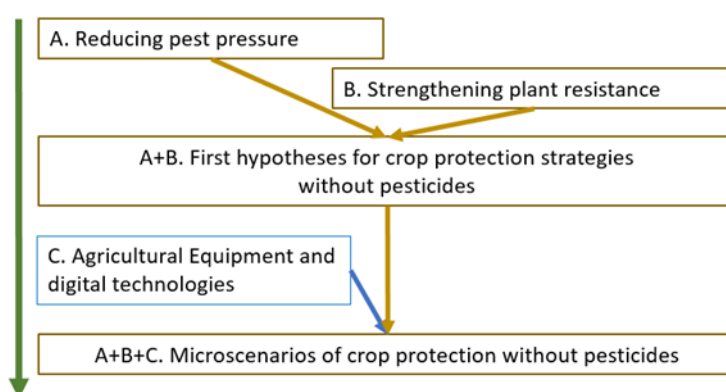 A. Reducing pest pressure
B. Strengthening plant resistance
A+B. First hypotheses for crop protection strategies
without pesticides
C. Agricultural Equipment and
digital technologies
A+B+C. Microscenarios of crop protection without pesticides